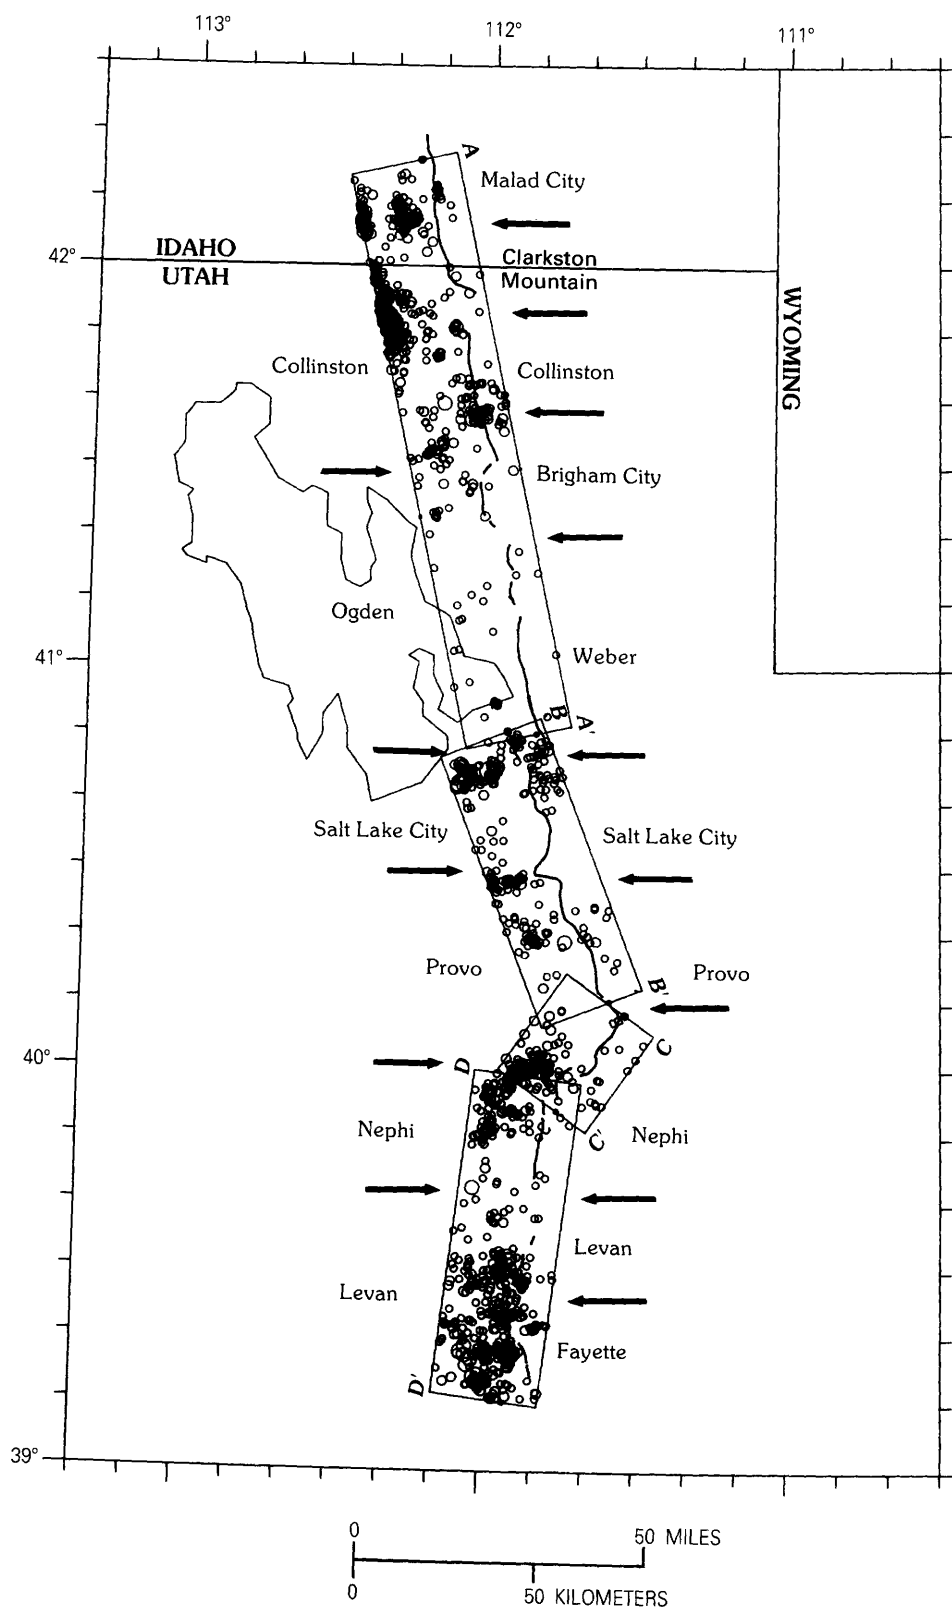 113°
112°
111°
A
Malad City
IDAHO
42°
UTAH
Clarkston
Mountain
WYOMING
Collinston
Collinston
Brigham City
Ogden
41°
Weber
B
A'
Salt Lake City
Salt Lake City
Provo
B'
Provo
40°
D
C
Nephi
C'
Nephi
Levan
Levan
Fayette
D'
39°
0
50 MILES
0
50 KILOMETERS